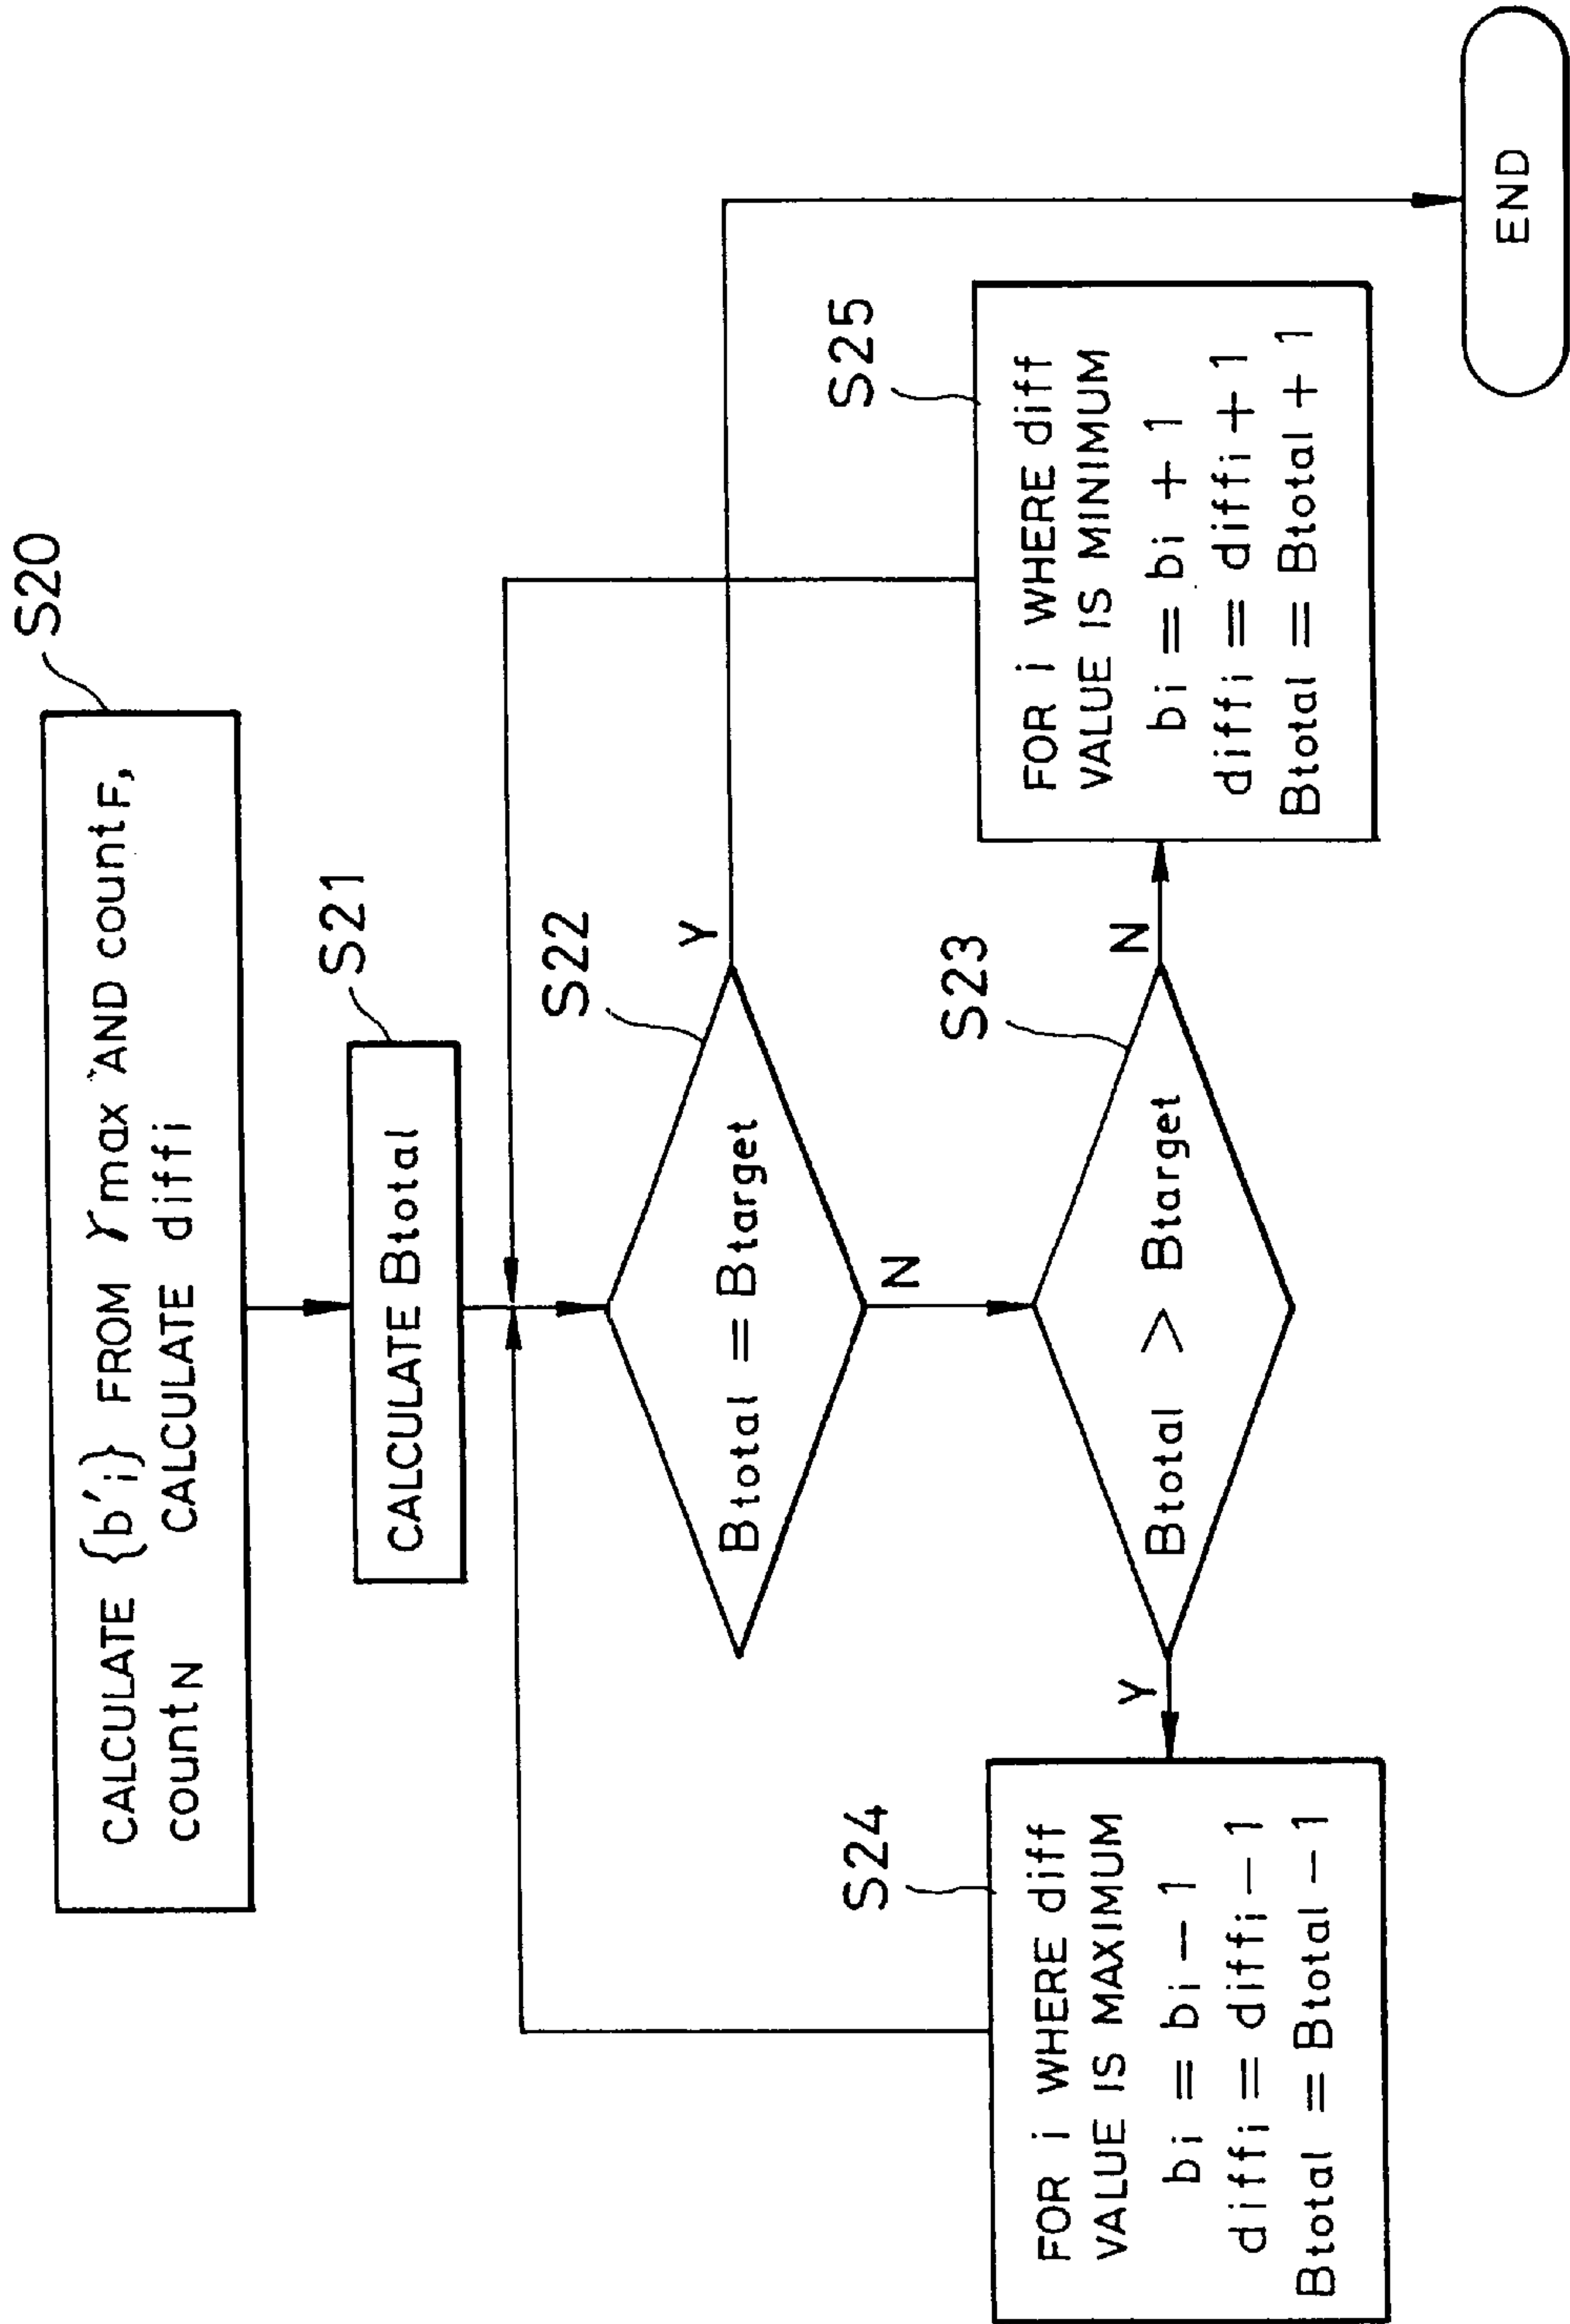 S20
CALCULATE {b'i} FROM γmax AND countF,
countN CALCULATE diffi
S21
CALCULATE Btotal
S22
Btotal = Btarget
Y
N
S23
Btotal > Btarget
Y
N
S24
FOR i WHERE diff
VALUE IS MAXIMUM
bi = bi − 1
diffi = diffi − 1
Btotal = Btotal − 1
S25
FOR i WHERE diff
VALUE IS MINIMUM
bi = bi + 1
diffi = diffi + 1
Btotal = Btotal + 1
END